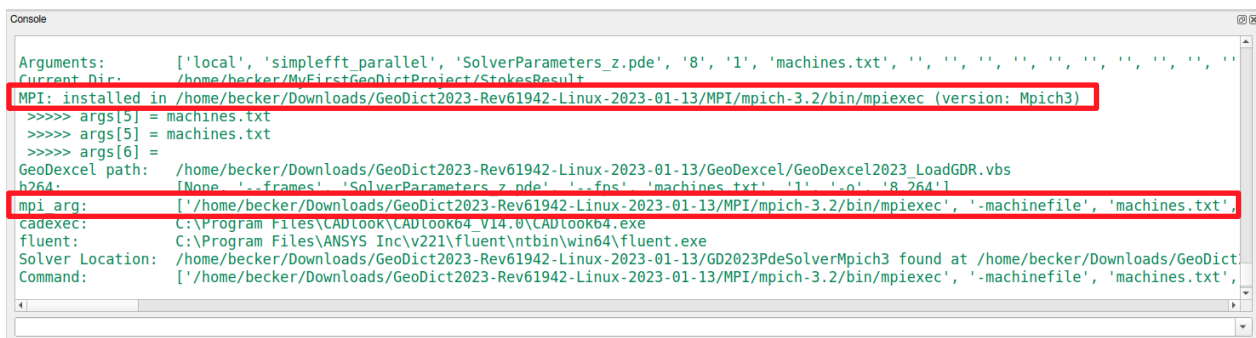 Console
Arguments: ['local', 'simplefft_parallel', 'SolverParameters_z.pde', '8', '1', 'machines.txt', '', '', '', '', '', '', '', ''
Current Dir: /home/becker/MyFirstGeoDictProject/StokesResult
MPI: installed in /home/becker/Downloads/GeoDict2023-Rev61942-Linux-2023-01-13/MPI/mpich-3.2/bin/mpiexec (version: Mpich3)
>>>>> args[5] = machines.txt
>>>>> args[5] = machines.txt
>>>>> args[6] =
GeoDexcel path: /home/becker/Downloads/GeoDict2023-Rev61942-Linux-2023-01-13/GeoDexcel/GeoDexcel2023_LoadGDR.vbs
h264: [None, '--frames', 'SolverParameters_z.pde', '--fps', 'machines.txt', '1', '-o', '8.264']
mpi_arg: ['/home/becker/Downloads/GeoDict2023-Rev61942-Linux-2023-01-13/MPI/mpich-3.2/bin/mpiexec', '-machinefile', 'machines.txt',
cadexec: C:\Program Files\CADlooK\CADlook64_V14.0\CADlook64.exe
fluent: C:\Program Files\ANSYS Inc\v221\fluent\ntbin\win64\fluent.exe
Solver Location: /home/becker/Downloads/GeoDict2023-Rev61942-Linux-2023-01-13/GD2023PdeSolverMpich3 found at /home/becker/Downloads/GeoDict
Command: ['/home/becker/Downloads/GeoDict2023-Rev61942-Linux-2023-01-13/MPI/mpich-3.2/bin/mpiexec', '-machinefile', 'machines.txt',